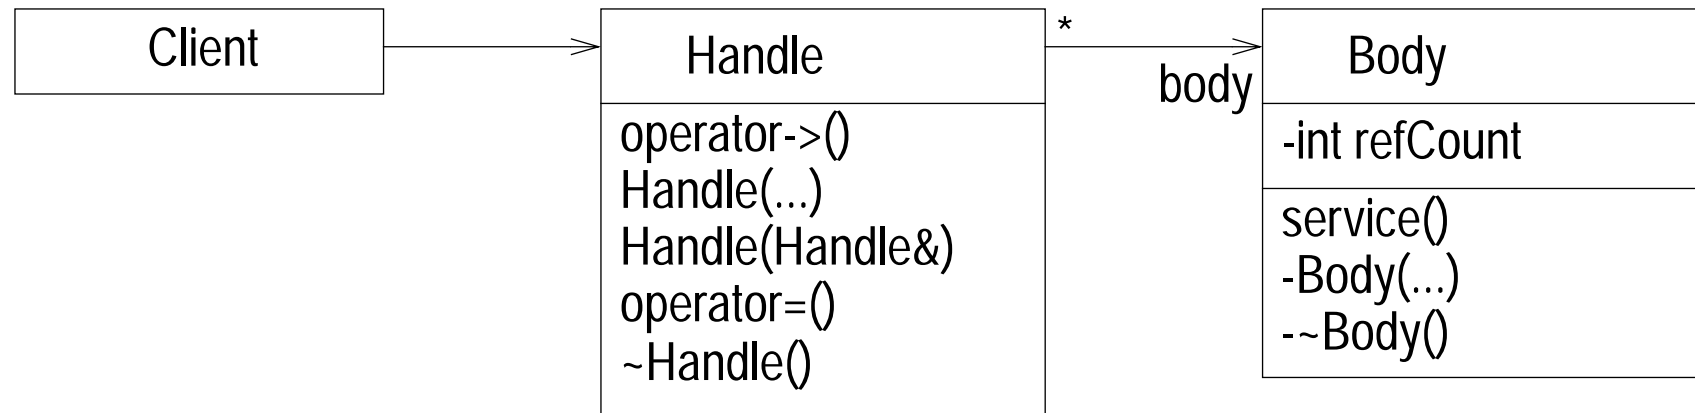 Client
Handle
operator->()
Handle(...)
Handle(Handle&)
operator=()
~Handle()
*
body
Body
-int refCount
service()
-Body(...)
-~Body()